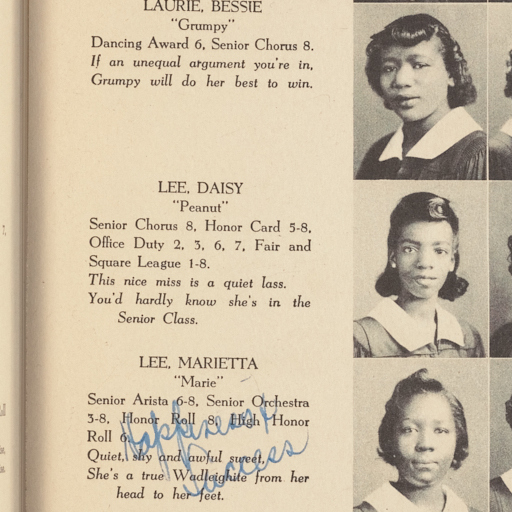 LAURIE, BESSIE
"Grumpy"
Dancing Award 6, Senior Chorus 8.
If an unequal argument you're in,
Grumpy will do her best to win.
LEE, DAISY
"Peanut"
Senior Chorus 8, Honor Card 5-8,
Office Duty 2, 3, 6, 7, Fair and
Square League 1-8.
This nice miss is a quiet lass.
You'd hardly know she's in the
Senior Class.
LEE, MARIETTA
"Marie"
Senior Arista 6-8, Senior Orchestra
3-8, Honor Roll 8, High Honor
Roll 6.
Quiet, shy and awful sweet,
She's a true Wadleighite from her
head to her feet.
Happiness &
Success